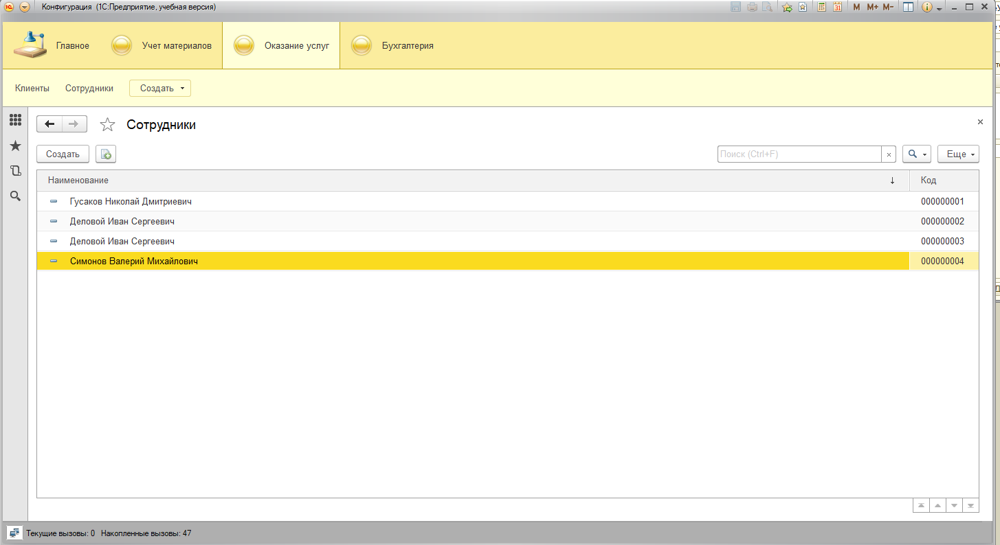 Конфигурация (1С:Предприятие, учебная версия)
31 M M+ M-
Главное Учет материалов Оказание услуг Бухгалтерия
Клиенты Сотрудники Создать
Сотрудники
Создать Поиск (Ctrl+F) Еще
Наименование Код
Гусаков Николай Дмитриевич 000000001
Деловой Иван Сергеевич 000000002
Деловой Иван Сергеевич 000000003
Симонов Валерий Михайлович 000000004
Текущие вызовы: 0 Накопленные вызовы: 47